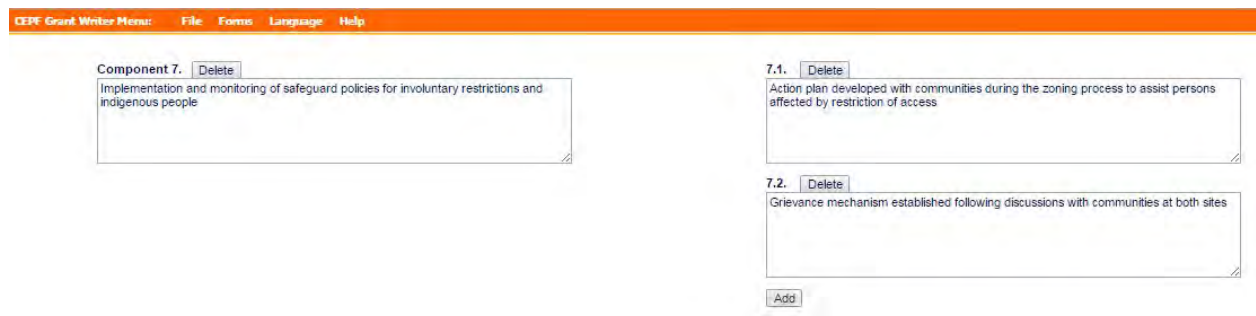 CEPF Grant Writer Menu: File Forms Language Help
Component 7. Delete
Implementation and monitoring of safeguard policies for involuntary restrictions and
indigenous people
7.1. Delete
Action plan developed with communities during the zoning process to assist persons
affected by restriction of access
7.2. Delete
Grievance mechanism established following discussions with communities at both sites
Add